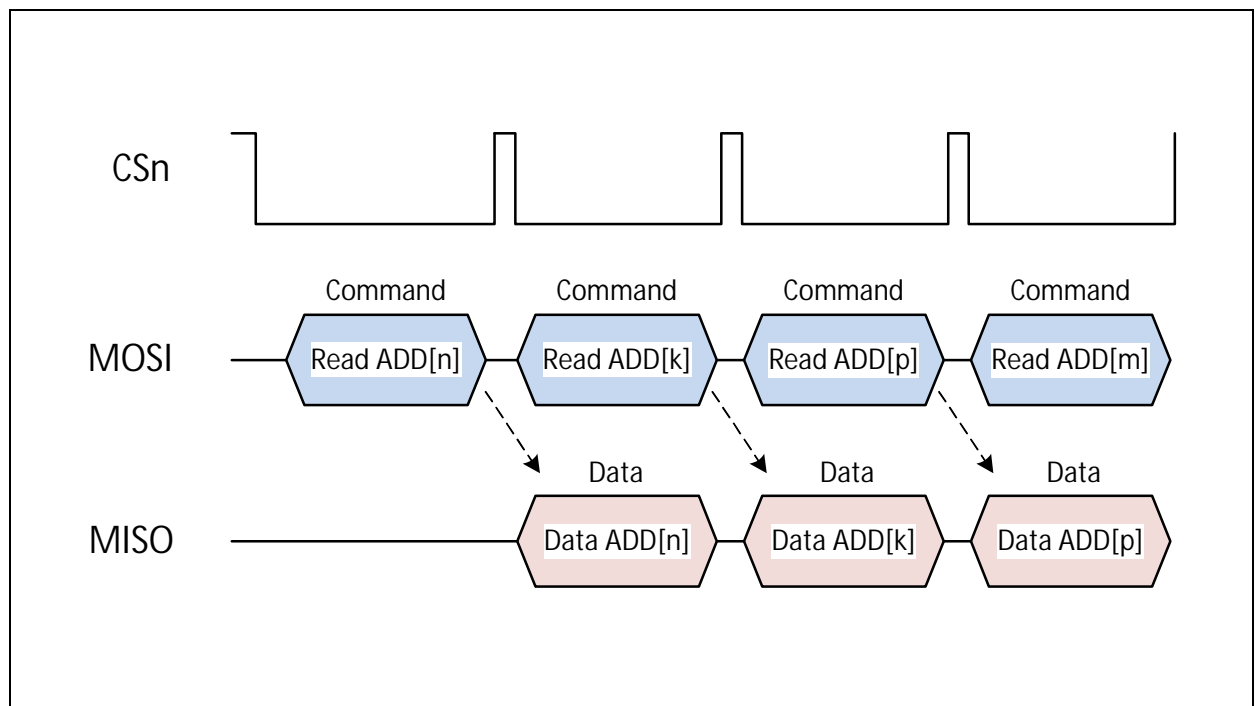 CSn
Command Command Command Command
MOSI Read ADD[n] Read ADD[k] Read ADD[p] Read ADD[m]
Data Data Data
MISO Data ADD[n] Data ADD[k] Data ADD[p]